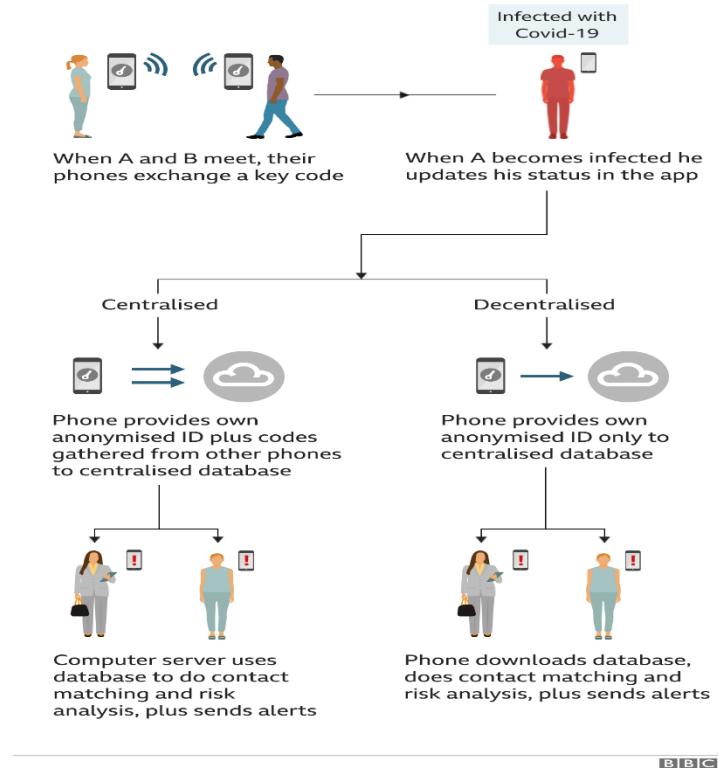 Infected with
Covid-19
When A and B meet, their
phones exchange a key code
When A becomes infected he
updates his status in the app
Centralised
Decentralised
Phone provides own
anonymised ID plus codes
gathered from other phones
to centralised database
Phone provides own
anonymised ID only to
centralised database
!
!
!
!
Computer server uses
database to do contact
matching and risk
analysis, plus sends alerts
Phone downloads database,
does contact matching and
risk analysis, plus sends alerts
BBC